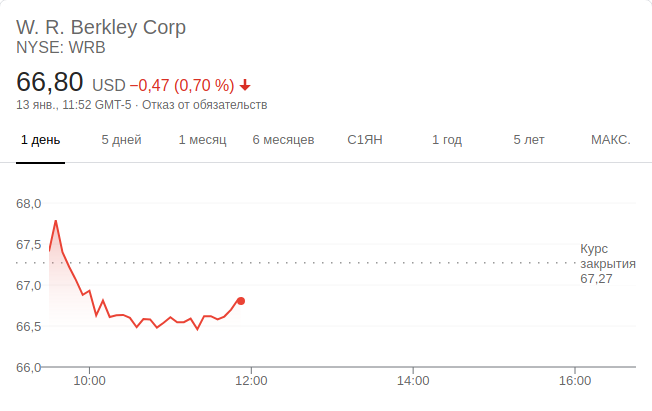 W. R. Berkley Corp
NYSE: WRB
66,80 USD −0,47 (0,70 %)
13 янв., 11:52 GMT-5 · Отказ от обязательств
1 день 5 дней 1 месяц 6 месяцев С1ЯН 1 год 5 лет МАКС.
68,0
67,5
Курс
закрытия
67,27
67,0
66,5
66,0
10:00 12:00 14:00 16:00